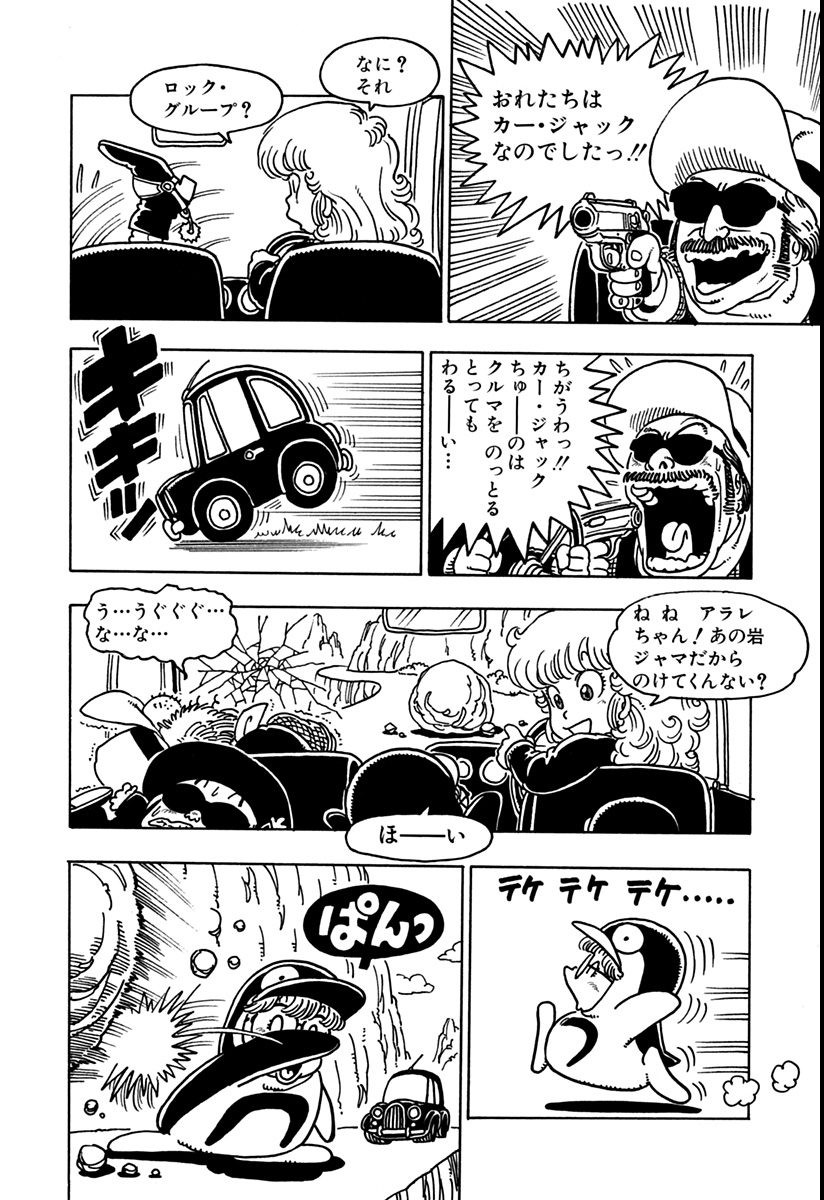 おれたちは
カー・ジャック
なのでしたっ!!
なに?
それ
ロック・
グループ?
ちがうわっ!!
カー・ジャック
ちゅーのは
クルマを のっとる
とっても
わるーい…
キキーッ
ね ね アラレ
ちゃん!あの岩
ジャマだから
のけてくんない?
う…うぐぐぐ…
な…な…
ほーい
テケ テケ テケ.....
ぱんっ